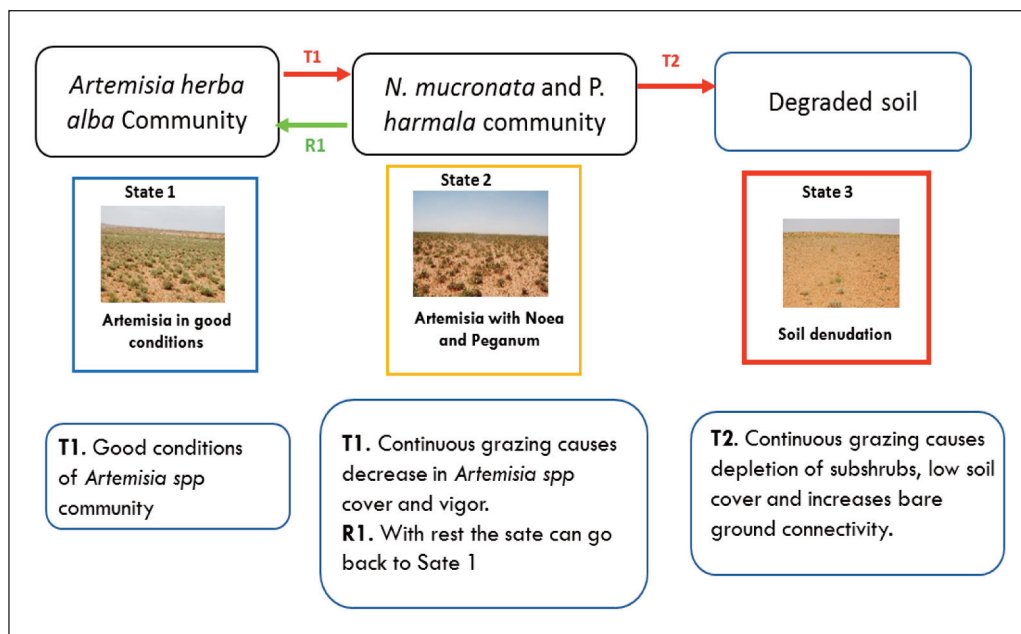 Artemisia herba
alba Community
T1
R1
N. mucronata and P.
harmala community
T2
Degraded soil
State 1
Artemisia in good
conditions
State 2
Artemisia with Noea
and Peganum
State 3
Soil denudation
T1. Good conditions
of Artemisia spp
community
T1. Continuous grazing causes
decrease in Artemisia spp
cover and vigor.
R1. With rest the sate can go
back to Sate 1
T2. Continuous grazing causes
depletion of subshrubs, low soil
cover and increases bare
ground connectivity.